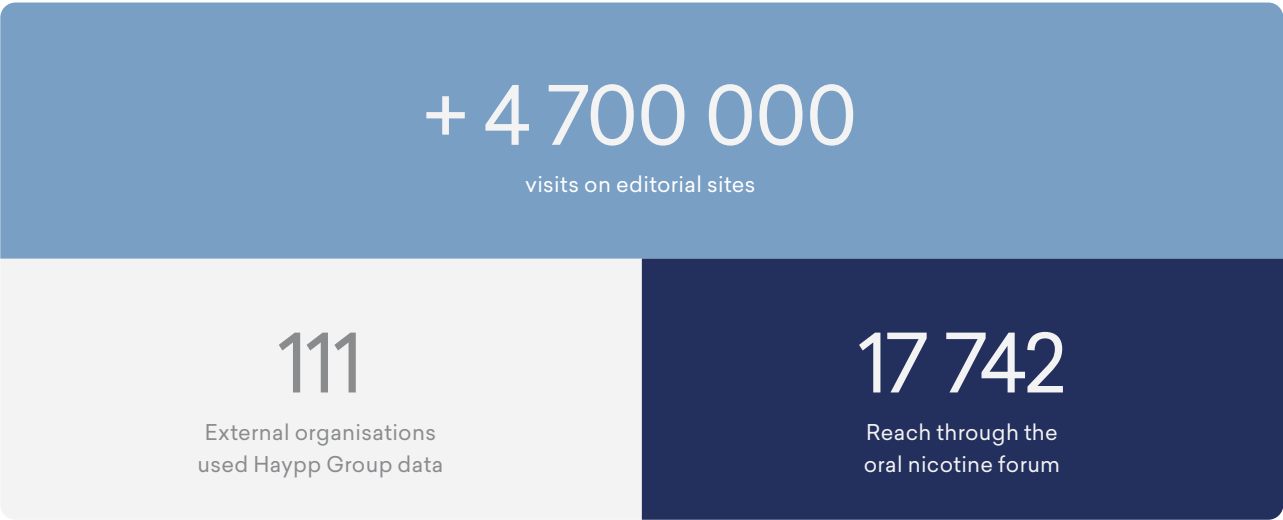 + 4 700 000
visits on editorial sites
111
External organisations
used Haypp Group data
17 742
Reach through the
oral nicotine forum